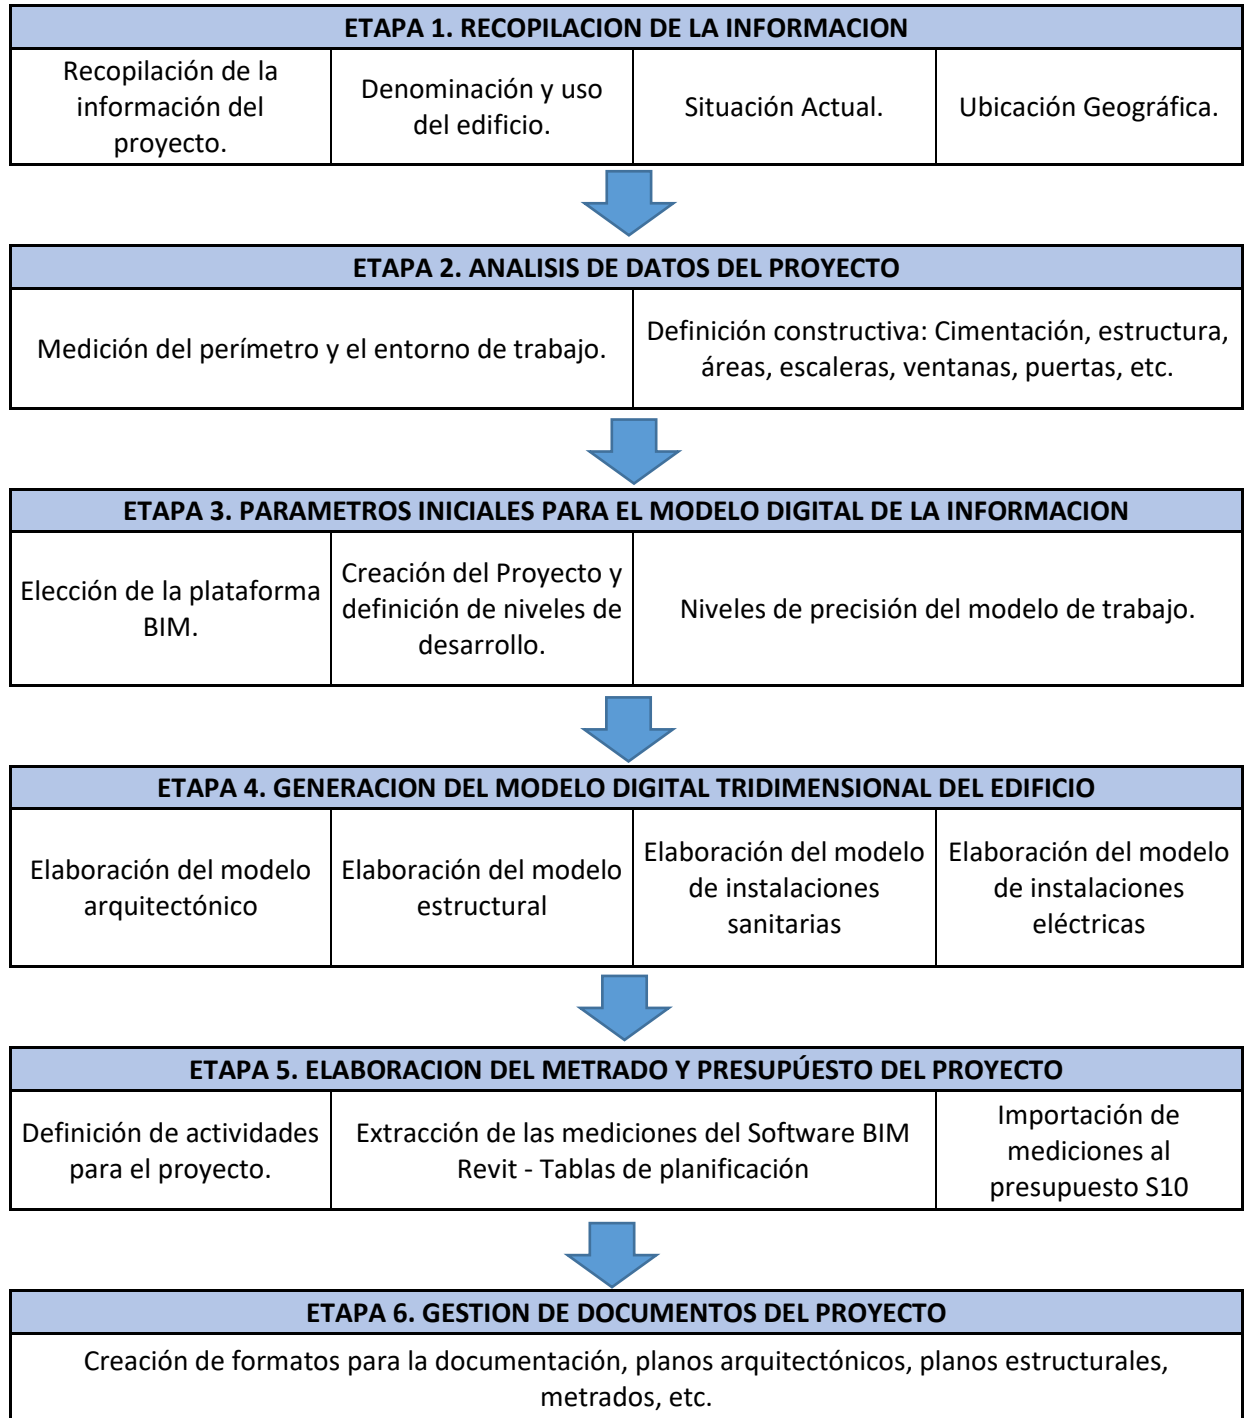 ETAPA 1. RECOPILACION DE LA INFORMACION
Recopilación de la
información del
proyecto.
Denominación y uso
del edificio.
Situación Actual.
Ubicación Geográfica.
ETAPA 2. ANALISIS DE DATOS DEL PROYECTO
Medición del perímetro y el entorno de trabajo.
Definición constructiva: Cimentación, estructura,
áreas, escaleras, ventanas, puertas, etc.
ETAPA 3. PARAMETROS INICIALES PARA EL MODELO DIGITAL DE LA INFORMACION
Elección de la plataforma
BIM.
Creación del Proyecto y
definición de niveles de
desarrollo.
Niveles de precisión del modelo de trabajo.
ETAPA 4. GENERACION DEL MODELO DIGITAL TRIDIMENSIONAL DEL EDIFICIO
Elaboración del modelo
arquitectónico
Elaboración del modelo
estructural
Elaboración del modelo
de instalaciones
sanitarias
Elaboración del modelo
de instalaciones
eléctricas
ETAPA 5. ELABORACION DEL METRADO Y PRESUPÚESTO DEL PROYECTO
Definición de actividades
para el proyecto.
Extracción de las mediciones del Software BIM
Revit - Tablas de planificación
Importación de
mediciones al
presupuesto S10
ETAPA 6. GESTION DE DOCUMENTOS DEL PROYECTO
Creación de formatos para la documentación, planos arquitectónicos, planos estructurales,
metrados, etc.